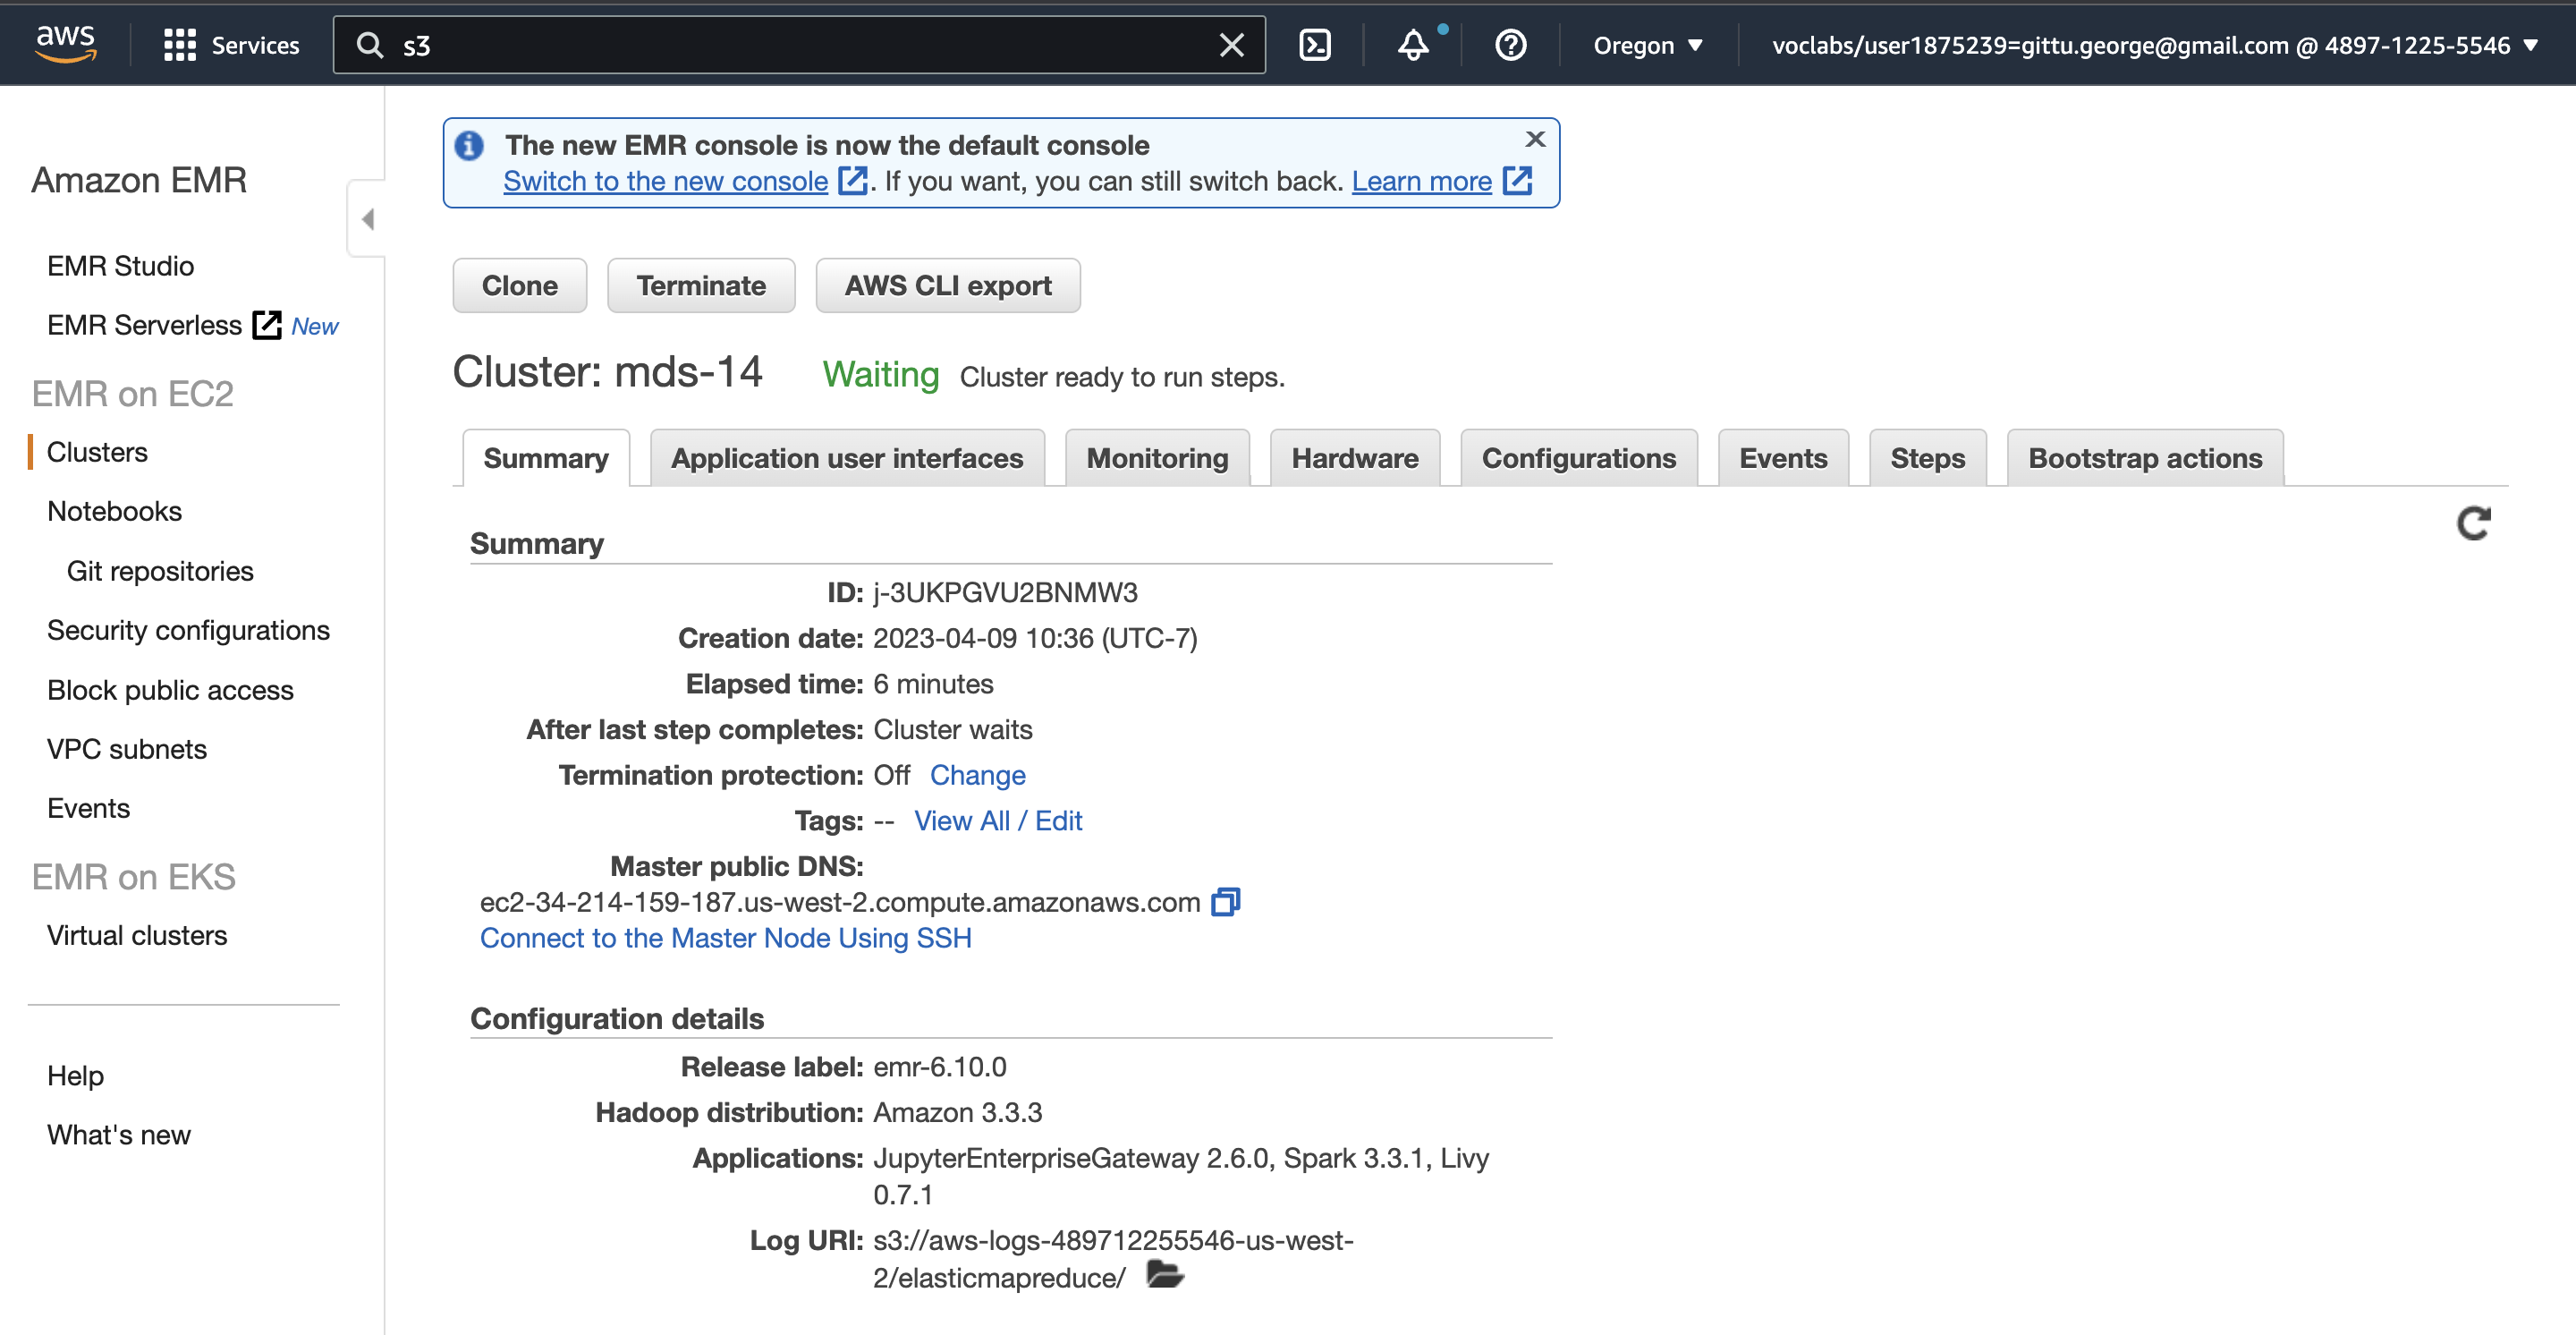 aws
Services
s3
Oregon ▼
voclabs/user1875239=gittu.george@gmail.com @ 4897-1225-5546 ▼
Amazon EMR
EMR Studio
EMR Serverless New
EMR on EC2
Clusters
Notebooks
Git repositories
Security configurations
Block public access
VPC subnets
Events
EMR on EKS
Virtual clusters
Help
What's new
The new EMR console is now the default console
Switch to the new console . If you want, you can still switch back. Learn more
Clone
Terminate
AWS CLI export
Cluster: mds-14 Waiting Cluster ready to run steps.
Summary
Application user interfaces
Monitoring
Hardware
Configurations
Events
Steps
Bootstrap actions
Summary
ID: j-3UKPGVU2BNMW3
Creation date: 2023-04-09 10:36 (UTC-7)
Elapsed time: 6 minutes
After last step completes: Cluster waits
Termination protection: Off Change
Tags: -- View All / Edit
Master public DNS:
ec2-34-214-159-187.us-west-2.compute.amazonaws.com
Connect to the Master Node Using SSH
Configuration details
Release label: emr-6.10.0
Hadoop distribution: Amazon 3.3.3
Applications: JupyterEnterpriseGateway 2.6.0, Spark 3.3.1, Livy
0.7.1
Log URI: s3://aws-logs-489712255546-us-west-
2/elasticmapreduce/